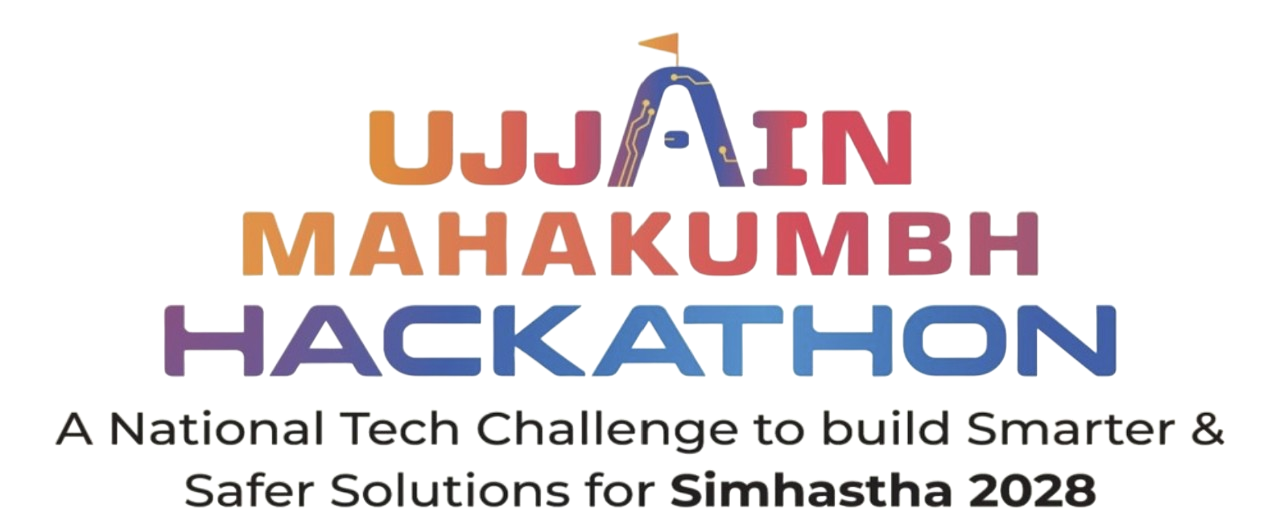 UJJAIN
MAHAKUMBH
HACKATHON
A National Tech Challenge to build Smarter &
Safer Solutions for Simhastha 2028